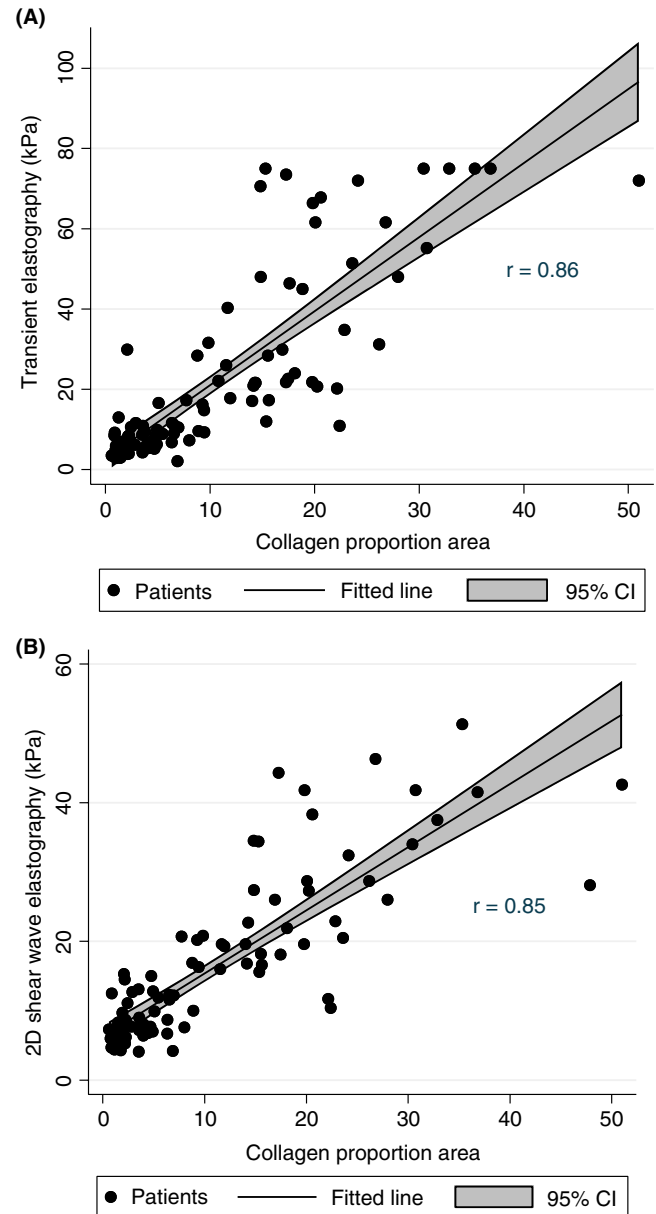 (A)
Transient elastography (kPa)
100
80
60
40
20
0
r = 0.86
0 10 20 30 40 50
Collagen proportion area
Patients Fitted line 95% CI
(B)
2D shear wave elastography (kPa)
60
40
20
0
r = 0.85
0 10 20 30 40 50
Collagen proportion area
Patients Fitted line 95% CI